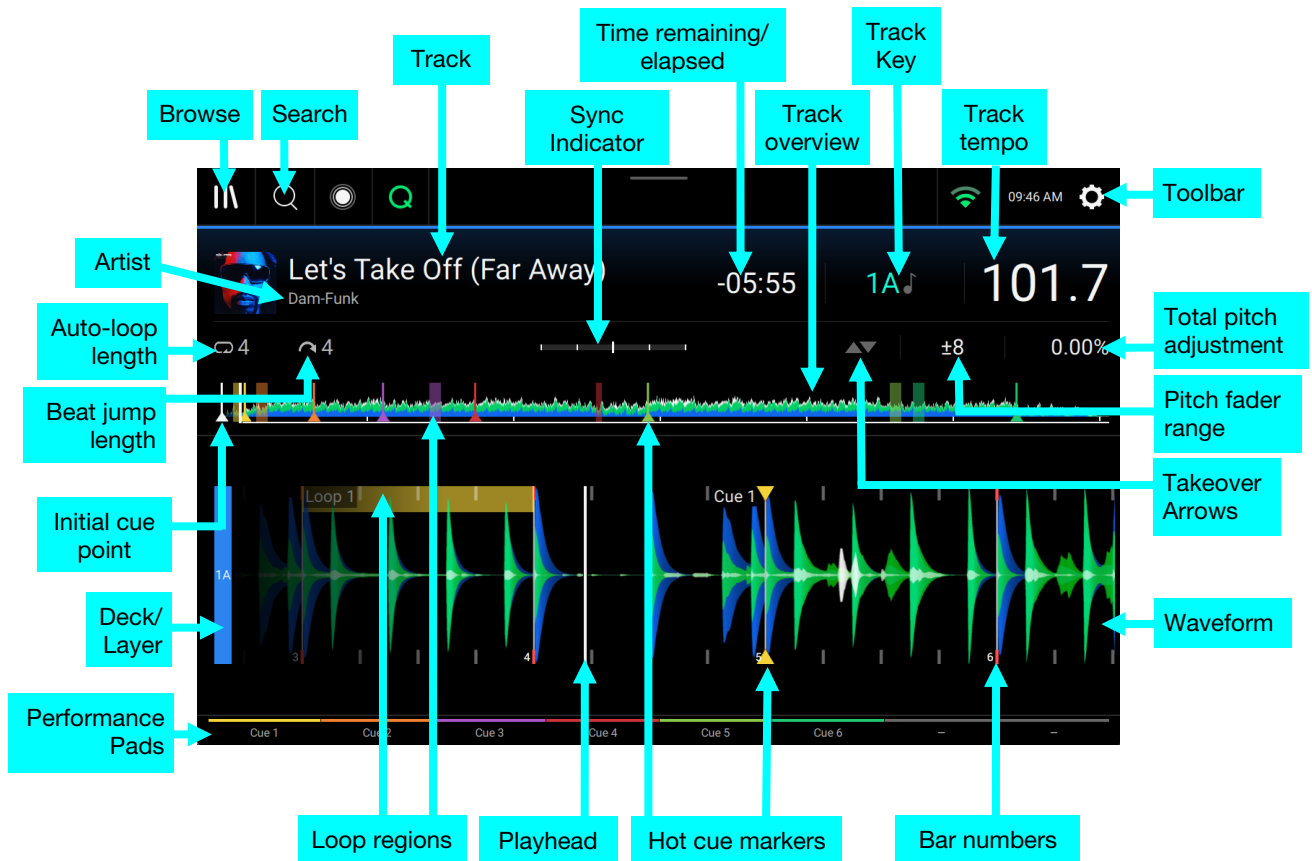 Time remaining/
elapsed
Track
Key
Track
Browse
Search
Sync
Indicator
Track
overview
Track
tempo
09:46 AM
Toolbar
Artist
Let's Take Off (Far Away)
Dam-Funk
-05:55
1A
101.7
Auto-loop
length
4
4
±8
0.00%
Total pitch
adjustment
Beat jump
length
Pitch fader
range
Takeover
Arrows
Initial cue
point
Loop 1
Cue 1
1A
Deck/
Layer
Waveform
3
4
5
6
Performance
Pads
Cue 1
Cue 2
Cue 3
Cue 4
Cue 5
Cue 6
–
–
Loop regions
Playhead
Hot cue markers
Bar numbers